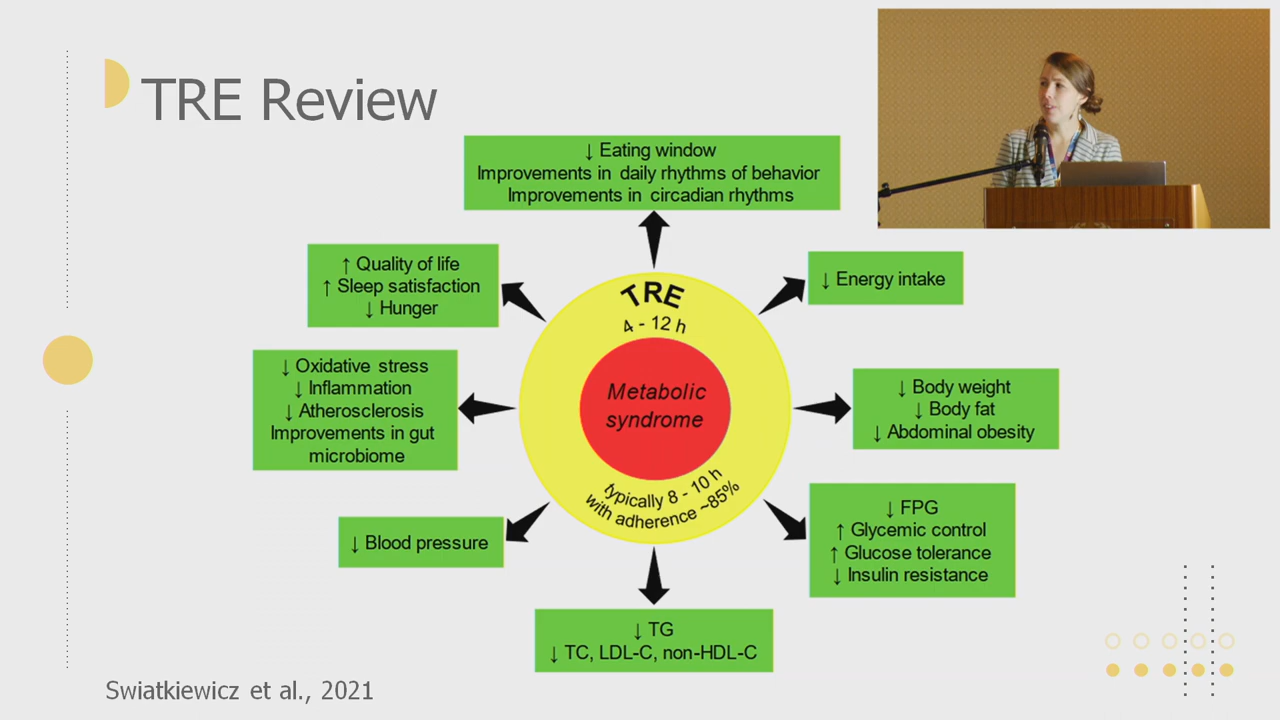 TRE Review
↓ Eating window
Improvements in daily rhythms of behavior
Improvements in circadian rhythms
↑ Quality of life
↑ Sleep satisfaction
↓ Hunger
↓ Energy intake
TRE
4 - 12 h
Metabolic
syndrome
typically 8 - 10 h
with adherence ~85%
↓ Oxidative stress
↓ Inflammation
↓ Atherosclerosis
Improvements in gut
microbiome
↓ Body weight
↓ Body fat
↓ Abdominal obesity
↓ Blood pressure
↓ FPG
↑ Glycemic control
↑ Glucose tolerance
↓ Insulin resistance
↓ TG
↓ TC, LDL-C, non-HDL-C
Swiatkiewicz et al., 2021